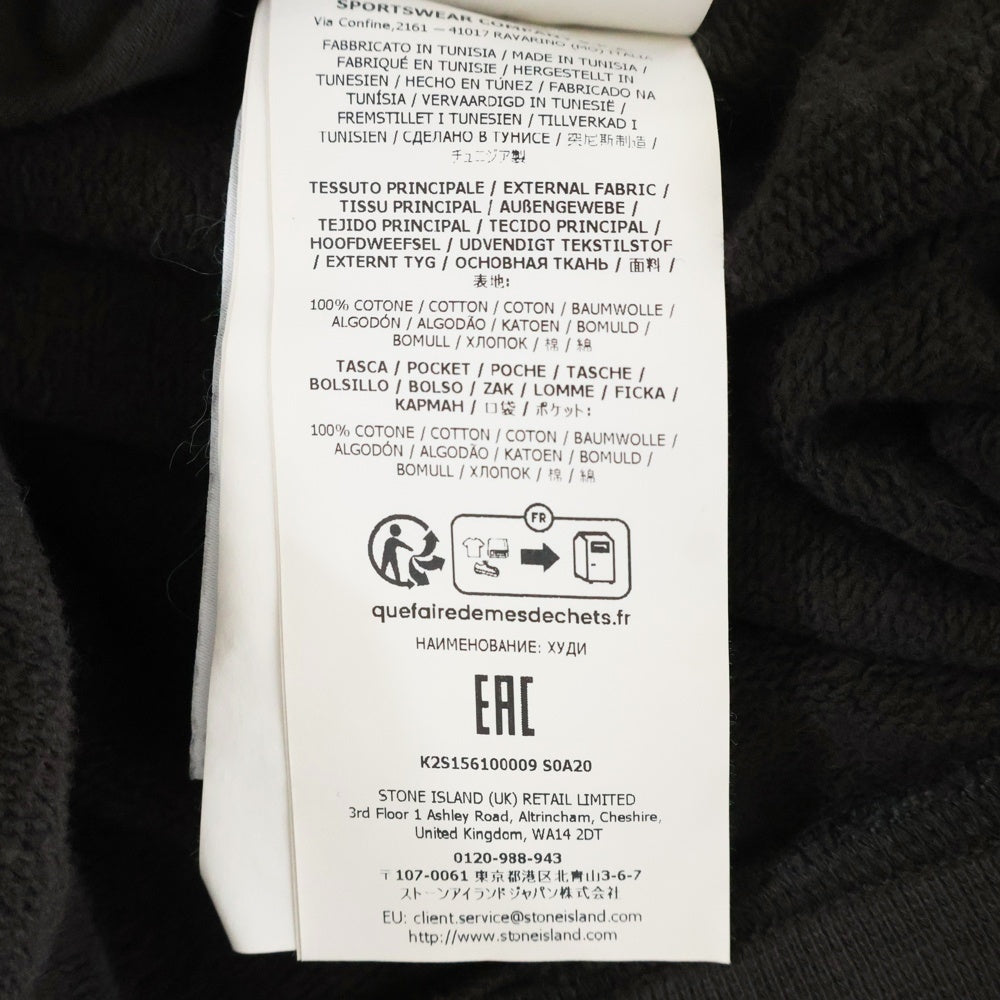 SPORTSWEAR COMPANY
Via Confine,2161 — 41017 RAVARINO (MO) ITALIA
FABBRICATO IN TUNISIA / MADE IN TUNISIA /
FABRIQUÉ EN TUNISIE / HERGESTELLT IN
TUNESIEN / HECHO EN TÚNEZ / FABRICADO NA
TUNÍSIA / VERVAARDIGD IN TUNESIË /
FREMSTILLET I TUNESIEN / TILLVERKAD I
TUNISIEN / СДЕЛАНО В ТУНИСЕ / 突尼斯制造 /
チュニジア製
TESSUTO PRINCIPALE / EXTERNAL FABRIC /
TISSU PRINCIPAL / AUßENGEWEBE /
TEJIDO PRINCIPAL / TECIDO PRINCIPAL /
HOOFDWEEFSEL / UDVENDIGT TEKSTILSTOF
/ EXTERNT TYG / ОСНОВНАЯ ТКАНЬ / 面料 /
表地:
100% COTONE / COTTON / COTON / BAUMWOLLE /
ALGODÓN / ALGODÃO / KATOEN / BOMULD /
BOMULL / ХЛОПОК / 棉 / 綿
TASCA / POCKET / POCHE / TASCHE /
BOLSILLO / BOLSO / ZAK / LOMME / FICKA /
КАРМАН / 口袋 / ポケット:
100% COTONE / COTTON / COTON / BAUMWOLLE /
ALGODÓN / ALGODÃO / KATOEN / BOMULD /
BOMULL / ХЛОПОК / 棉 / 綿
FR
quefairedemesdechets.fr
НАИМЕНОВАНИЕ: ХУДИ
EAC
K2S156100009 S0A20
STONE ISLAND (UK) RETAIL LIMITED
3rd Floor 1 Ashley Road, Altrincham, Cheshire,
United Kingdom, WA14 2DT
0120-988-943
〒107-0061 東京都港区北青山3-6-7
ストーンアイランドジャパン株式会社
EU: client.service@stoneisland.com
http://www.stoneisland.com